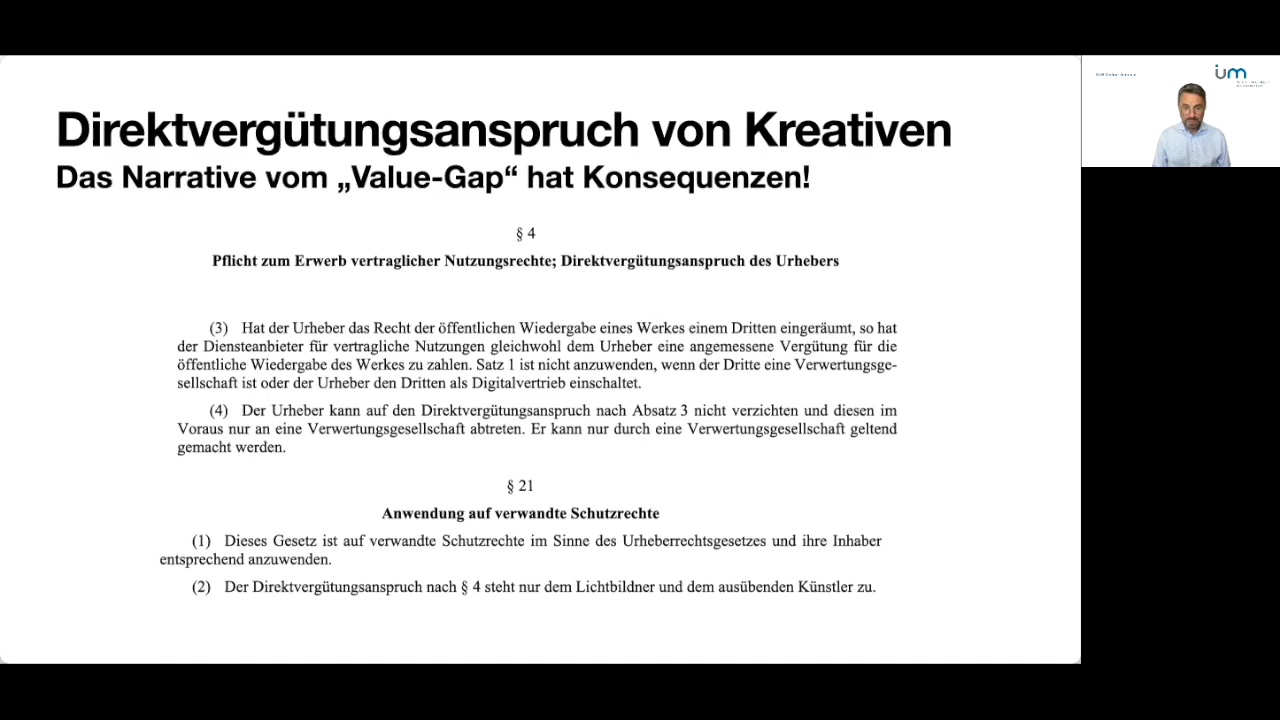 Direktvergütungsanspruch von Kreativen
Das Narrative vom „Value-Gap“ hat Konsequenzen!
§ 4
Pflicht zum Erwerb vertraglicher Nutzungsrechte; Direktvergütungsanspruch des Urhebers
(3) Hat der Urheber das Recht der öffentlichen Wiedergabe eines Werkes einem Dritten eingeräumt, so hat
der Diensteanbieter für vertragliche Nutzungen gleichwohl dem Urheber eine angemessene Vergütung für die
öffentliche Wiedergabe des Werkes zu zahlen. Satz 1 ist nicht anzuwenden, wenn der Dritte eine Verwertungsge-
sellschaft ist oder der Urheber den Dritten als Digitalvertrieb einschaltet.
(4) Der Urheber kann auf den Direktvergütungsanspruch nach Absatz 3 nicht verzichten und diesen im
Voraus nur an eine Verwertungsgesellschaft abtreten. Er kann nur durch eine Verwertungsgesellschaft geltend
gemacht werden.
§ 21
Anwendung auf verwandte Schutzrechte
(1) Dieses Gesetz ist auf verwandte Schutzrechte im Sinne des Urheberrechtsgesetzes und ihre Inhaber
entsprechend anzuwenden.
(2) Der Direktvergütungsanspruch nach § 4 steht nur dem Lichtbildner und dem ausübenden Künstler zu.
ium